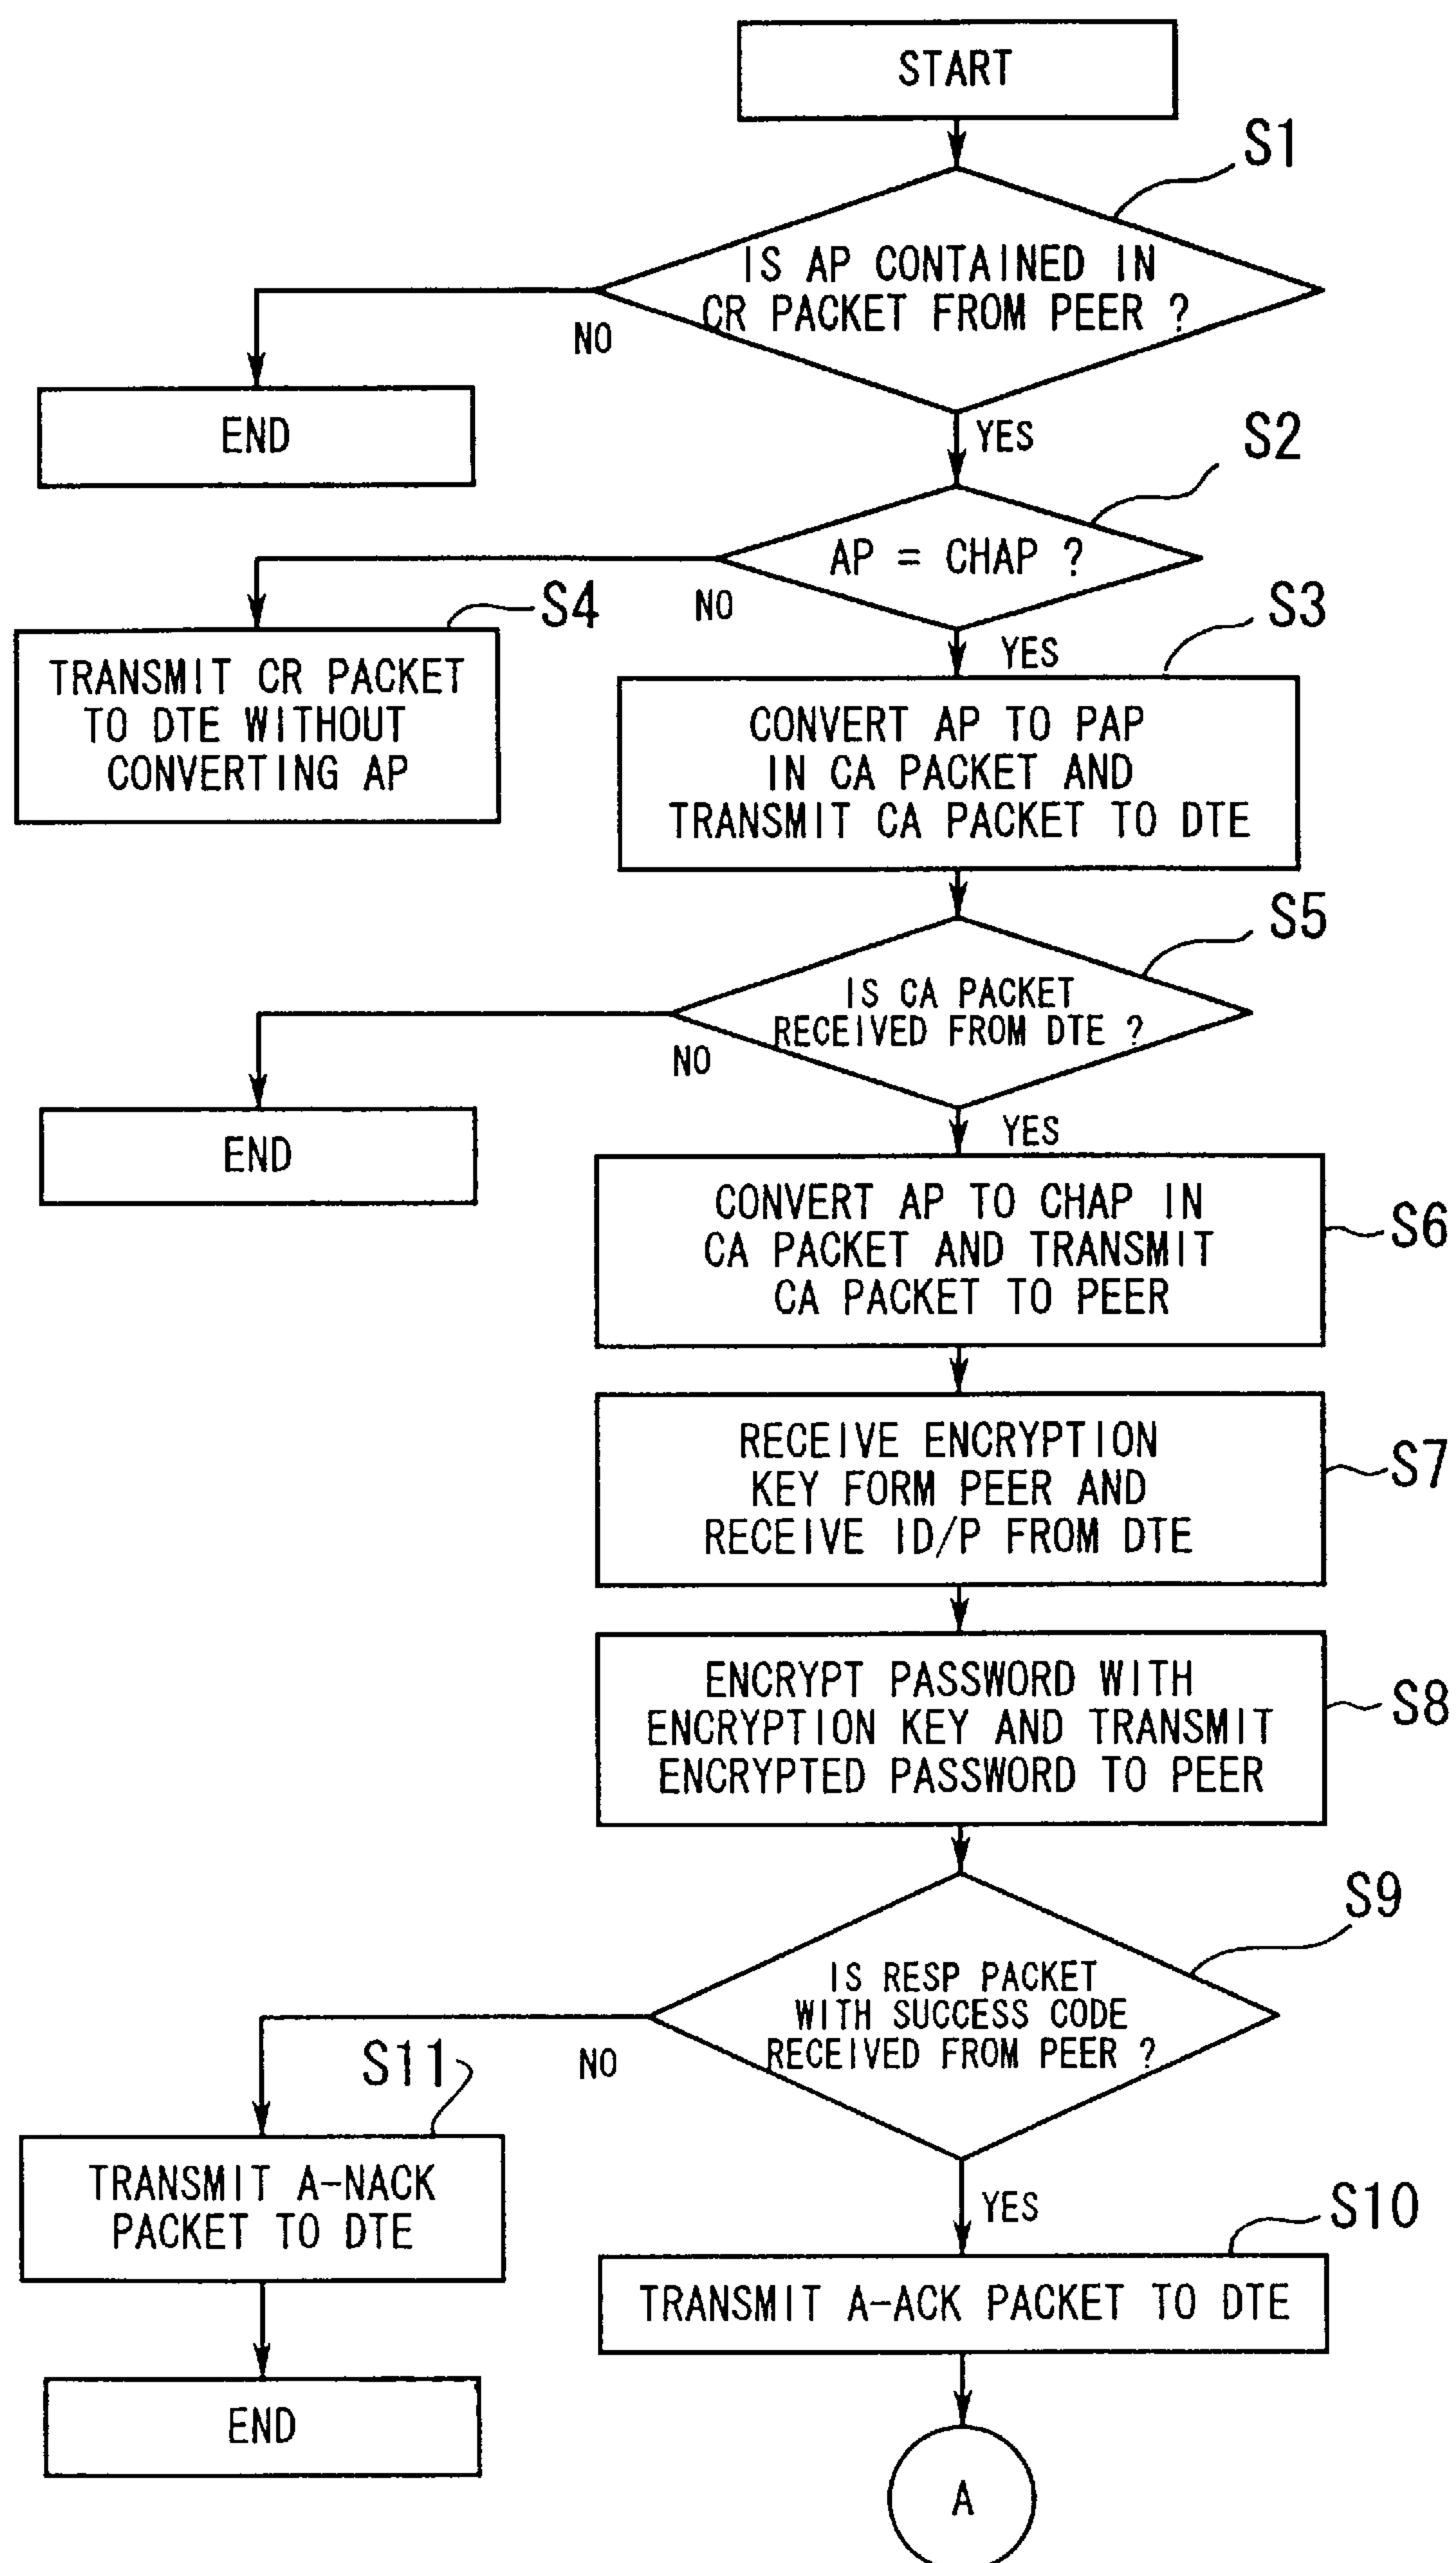 START
S1
IS AP CONTAINED IN
CR PACKET FROM PEER ?
NO
END
YES
S2
AP = CHAP ?
NO
S4
TRANSMIT CR PACKET
TO DTE WITHOUT
CONVERTING AP
YES
S3
CONVERT AP TO PAP
IN CA PACKET AND
TRANSMIT CA PACKET TO DTE
S5
IS CA PACKET
RECEIVED FROM DTE ?
NO
END
YES
CONVERT AP TO CHAP IN
CA PACKET AND TRANSMIT
CA PACKET TO PEER
S6
RECEIVE ENCRYPTION
KEY FORM PEER AND
RECEIVE ID/P FROM DTE
S7
ENCRYPT PASSWORD WITH
ENCRYPTION KEY AND TRANSMIT
ENCRYPTED PASSWORD TO PEER
S8
S9
IS RESP PACKET
WITH SUCCESS CODE
RECEIVED FROM PEER ?
NO
S11
TRANSMIT A-NACK
PACKET TO DTE
END
YES
S10
TRANSMIT A-ACK PACKET TO DTE
A